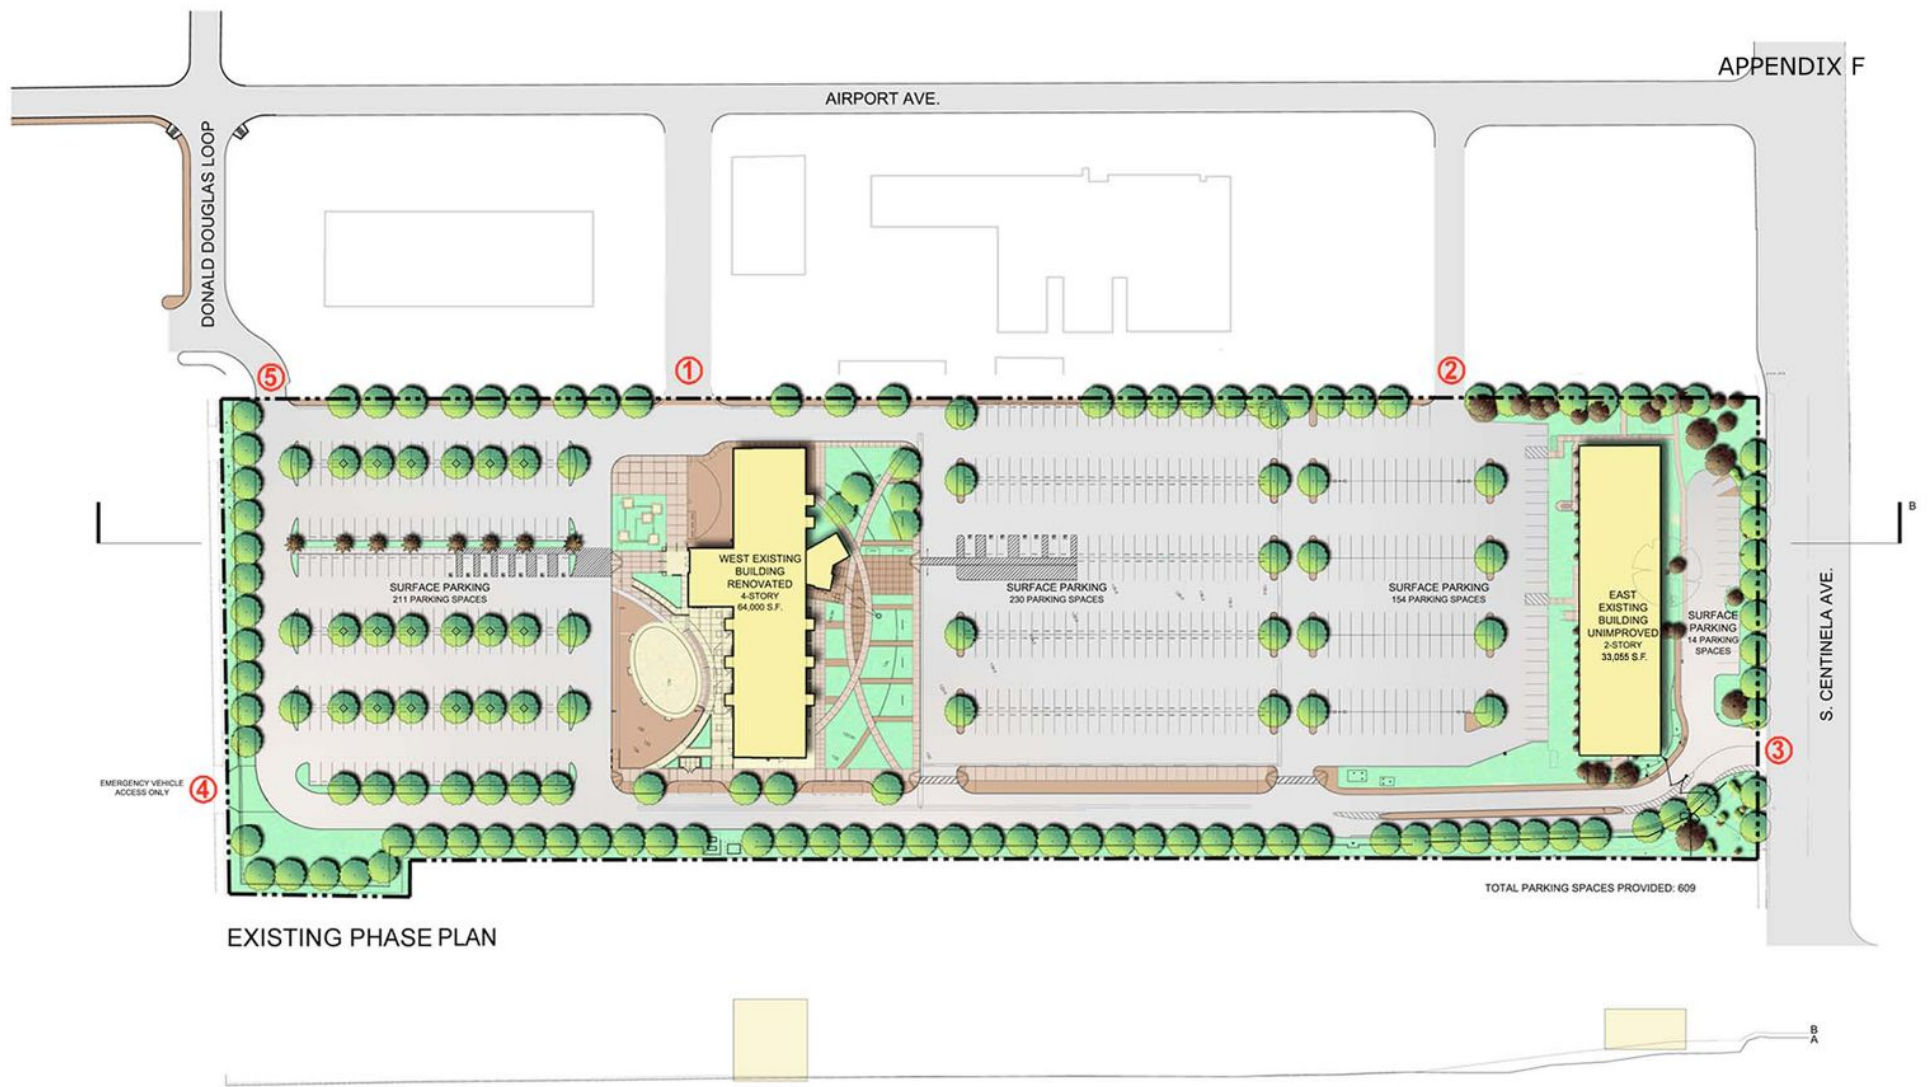 APPENDIX F
AIRPORT AVE.
DONALD DOUGLAS LOOP
5
1
2
B
WEST EXISTING
BUILDING
RENOVATED
4-STORY
64,000 S.F.
SURFACE PARKING
211 PARKING SPACES
SURFACE PARKING
230 PARKING SPACES
SURFACE PARKING
154 PARKING SPACES
EAST
EXISTING
BUILDING
UNIMPROVED
2-STORY
33,055 S.F.
SURFACE
PARKING
14 PARKING
SPACES
S. CENTINELA AVE.
3
EMERGENCY VEHICLE
ACCESS ONLY
4
TOTAL PARKING SPACES PROVIDED: 609
EXISTING PHASE PLAN
B
A